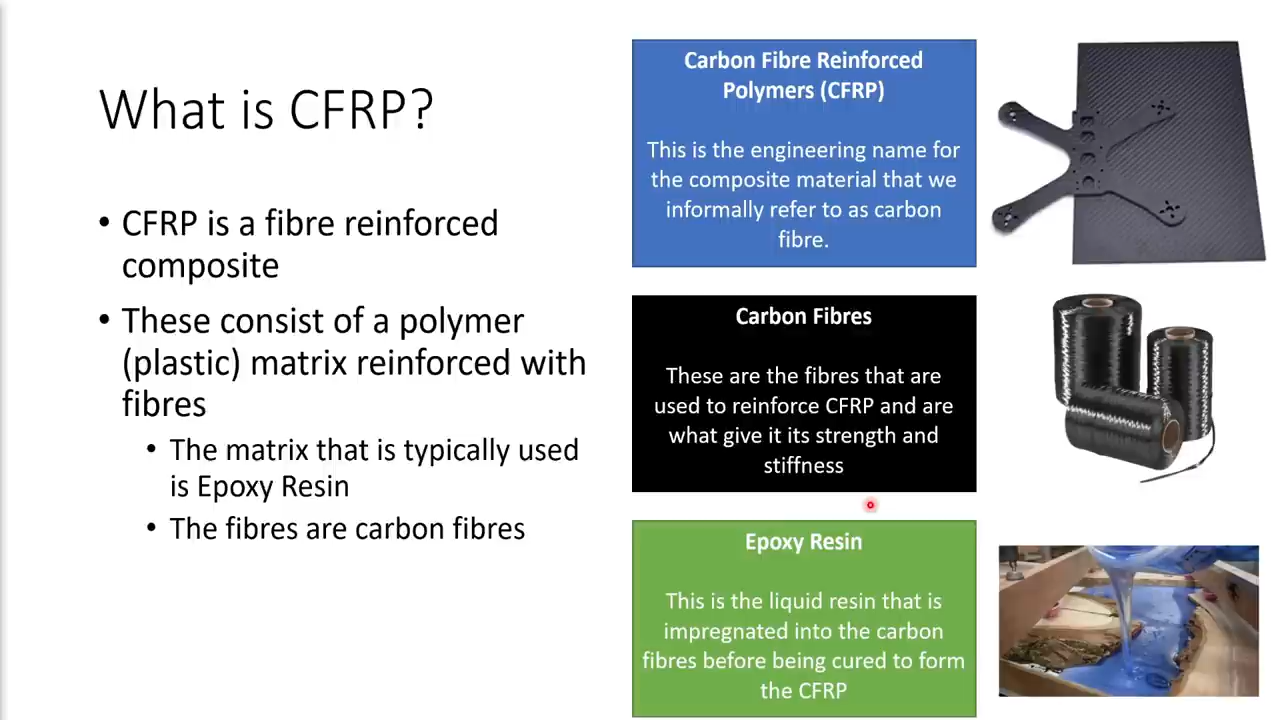 What is CFRP?
• CFRP is a fibre reinforced
composite
• These consist of a polymer
(plastic) matrix reinforced with
fibres
• The matrix that is typically used
is Epoxy Resin
• The fibres are carbon fibres
Carbon Fibre Reinforced
Polymers (CFRP)
This is the engineering name for
the composite material that we
informally refer to as carbon
fibre.
Carbon Fibres
These are the fibres that are
used to reinforce CFRP and are
what give it its strength and
stiffness
Epoxy Resin
This is the liquid resin that is
impregnated into the carbon
fibres before being cured to form
the CFRP